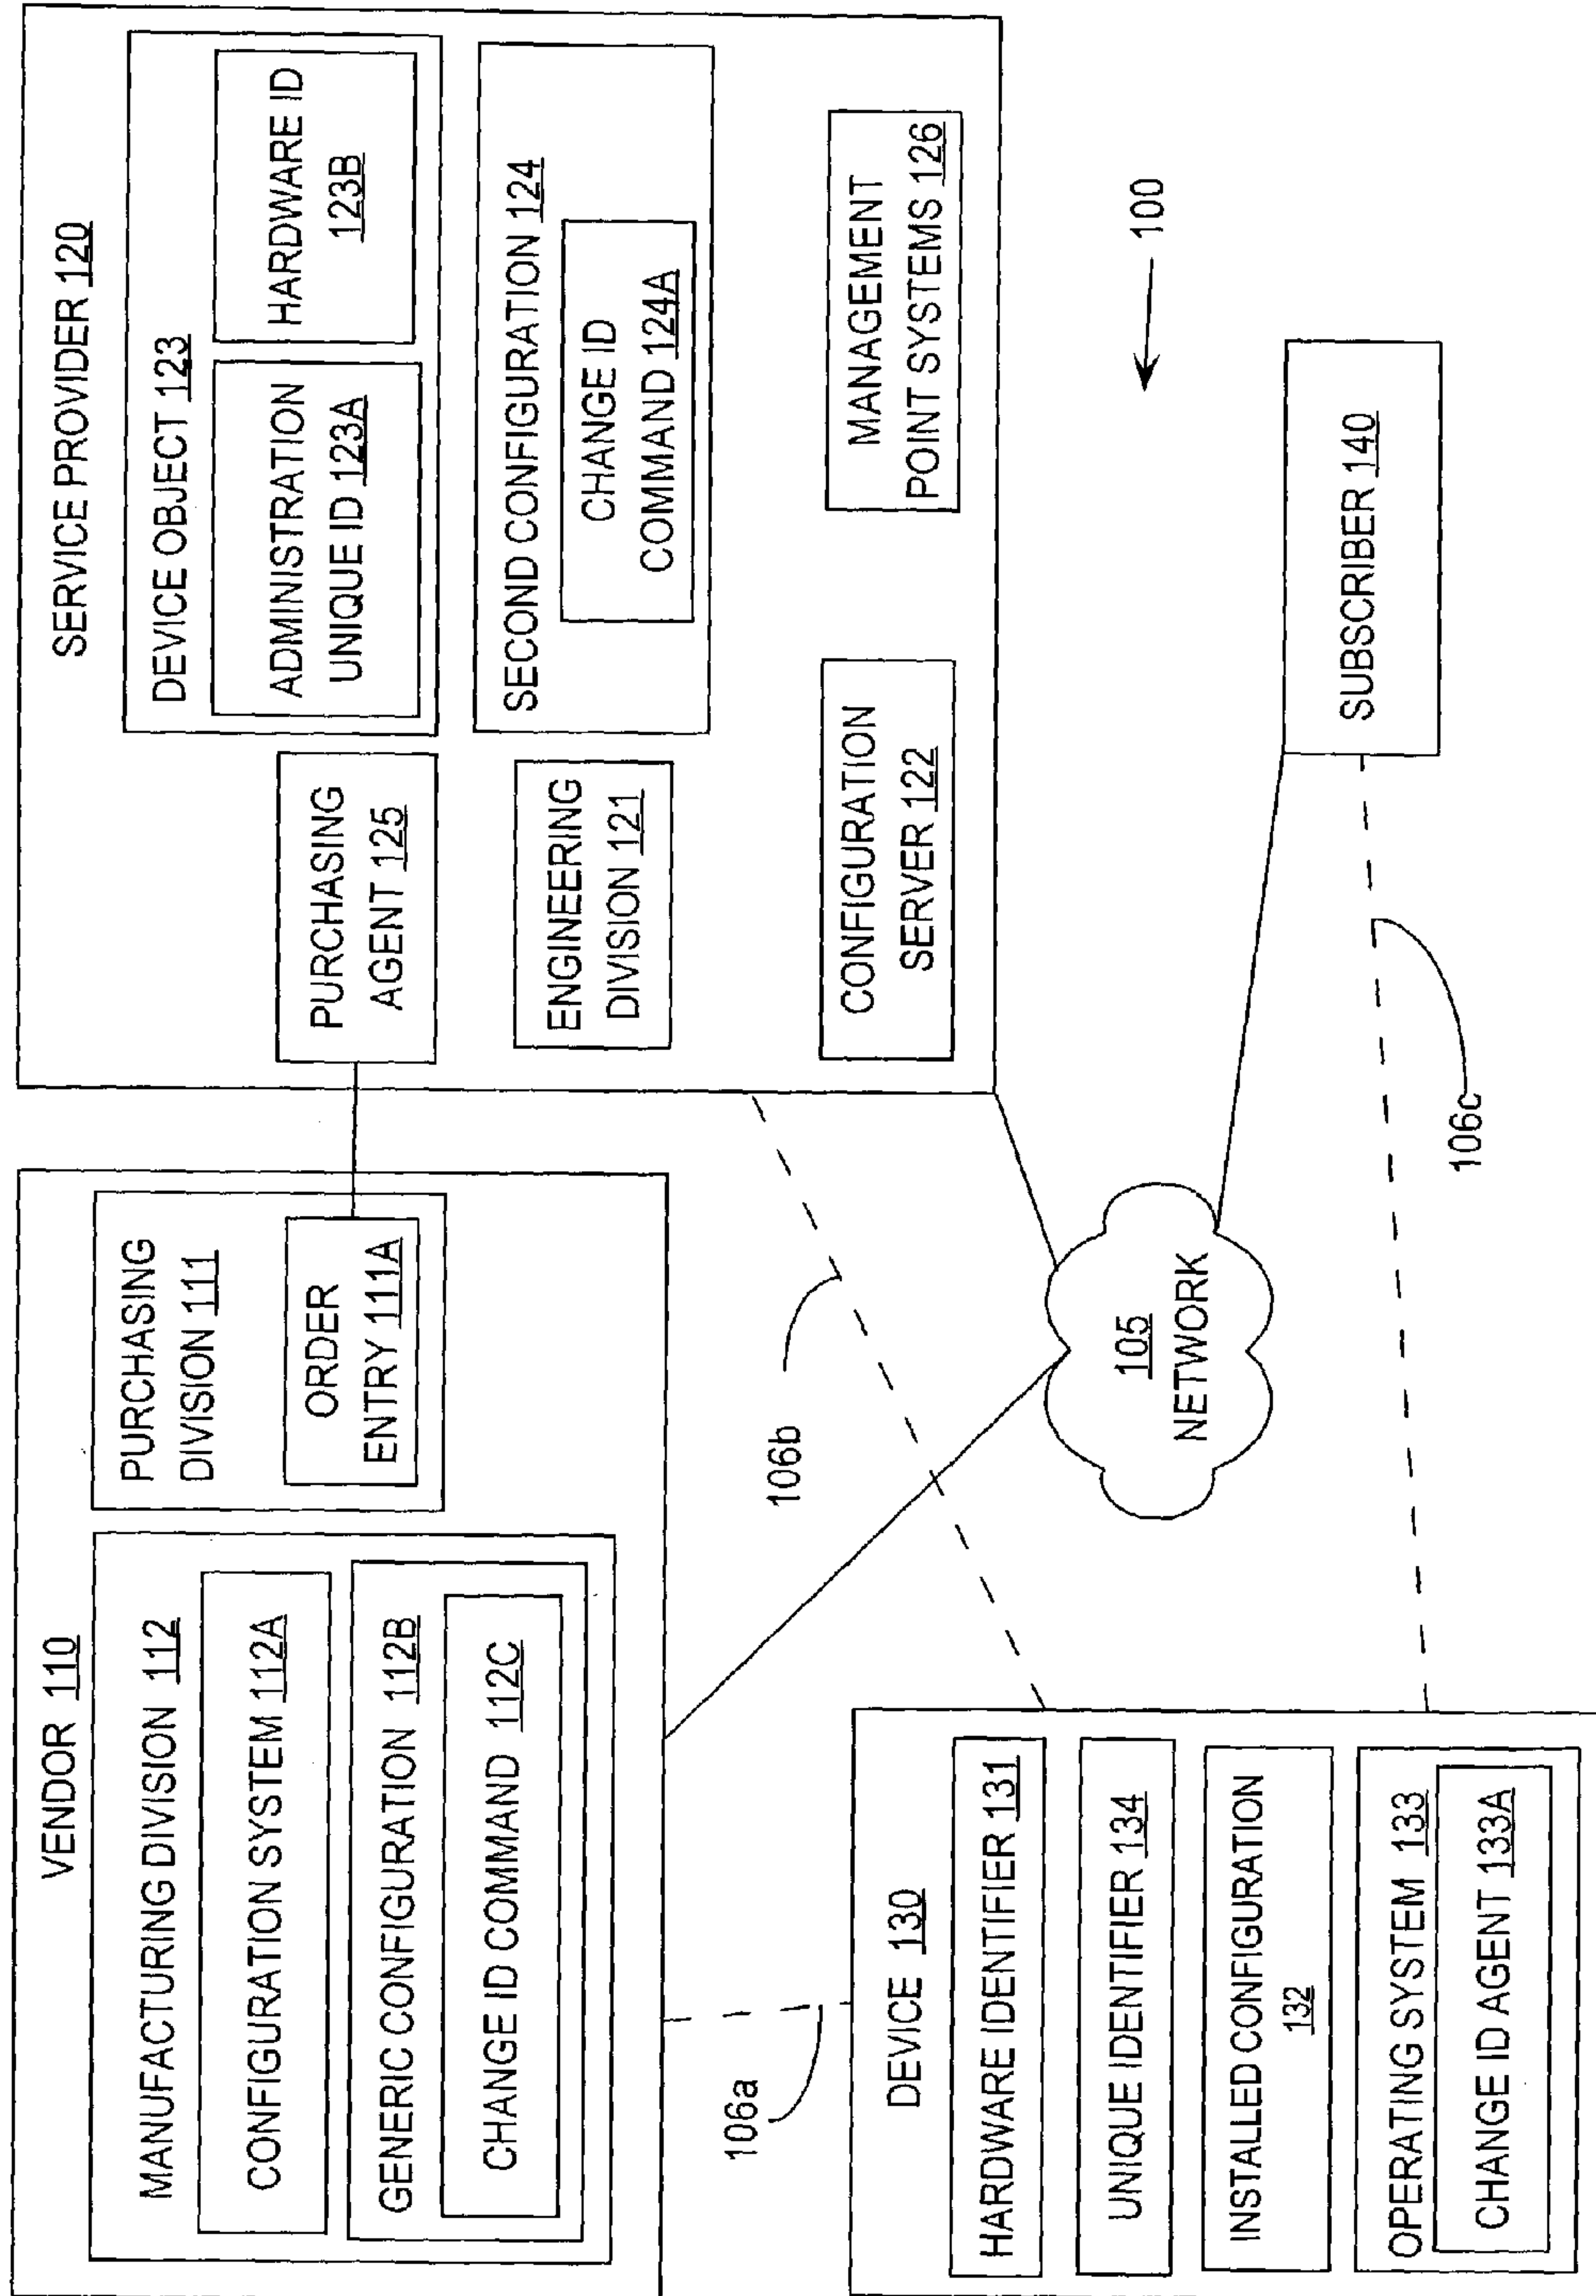 VENDOR 110
MANUFACTURING DIVISION 112
CONFIGURATION SYSTEM 112A
GENERIC CONFIGURATION 112B
CHANGE ID COMMAND 112C
PURCHASING
DIVISION 111
ORDER
ENTRY 111A
SERVICE PROVIDER 120
PURCHASING
AGENT 125
DEVICE OBJECT 123
ADMINISTRATION
UNIQUE ID 123A
HARDWARE ID
123B
ENGINEERING
DIVISION 121
SECOND CONFIGURATION 124
CHANGE ID
COMMAND 124A
CONFIGURATION
SERVER 122
MANAGEMENT
POINT SYSTEMS 126
106a
106b
105
NETWORK
100
DEVICE 130
HARDWARE IDENTIFIER 131
UNIQUE IDENTIFIER 134
INSTALLED CONFIGURATION
132
OPERATING SYSTEM 133
CHANGE ID AGENT 133A
106c
SUBSCRIBER 140